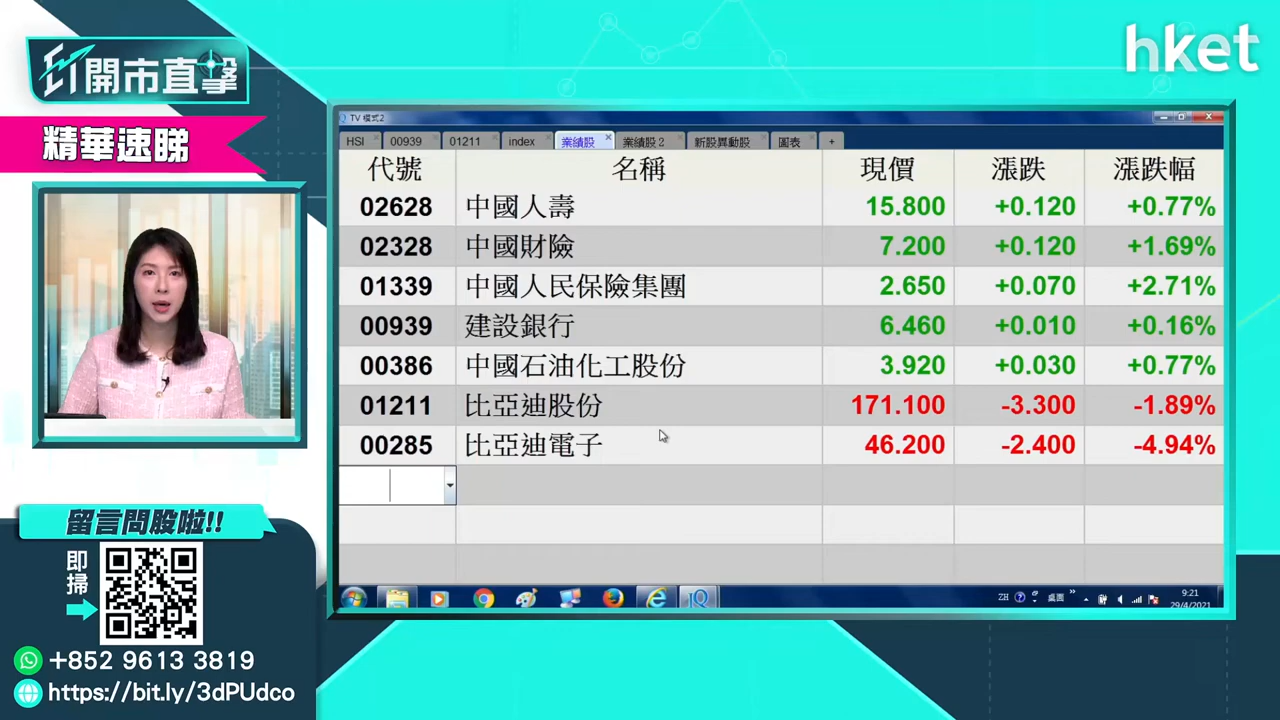 ET開市直擊
hket
精華速睇
TV 模式2
HSI 00939 01211 index 業績股 業績股2 新股異動股 圖表 +
代號 名稱 現價 漲跌 漲跌幅
02628 中國人壽 15.800 +0.120 +0.77%
02328 中國財險 7.200 +0.120 +1.69%
01339 中國人民保險集團 2.650 +0.070 +2.71%
00939 建設銀行 6.460 +0.010 +0.16%
00386 中國石油化工股份 3.920 +0.030 +0.77%
01211 比亞迪股份 171.100 -3.300 -1.89%
00285 比亞迪電子 46.200 -2.400 -4.94%
留言問股啦!!
即掃
+852 9613 3819
https://bit.ly/3dPUdco
ZH 桌面 9:21
29/4/2021